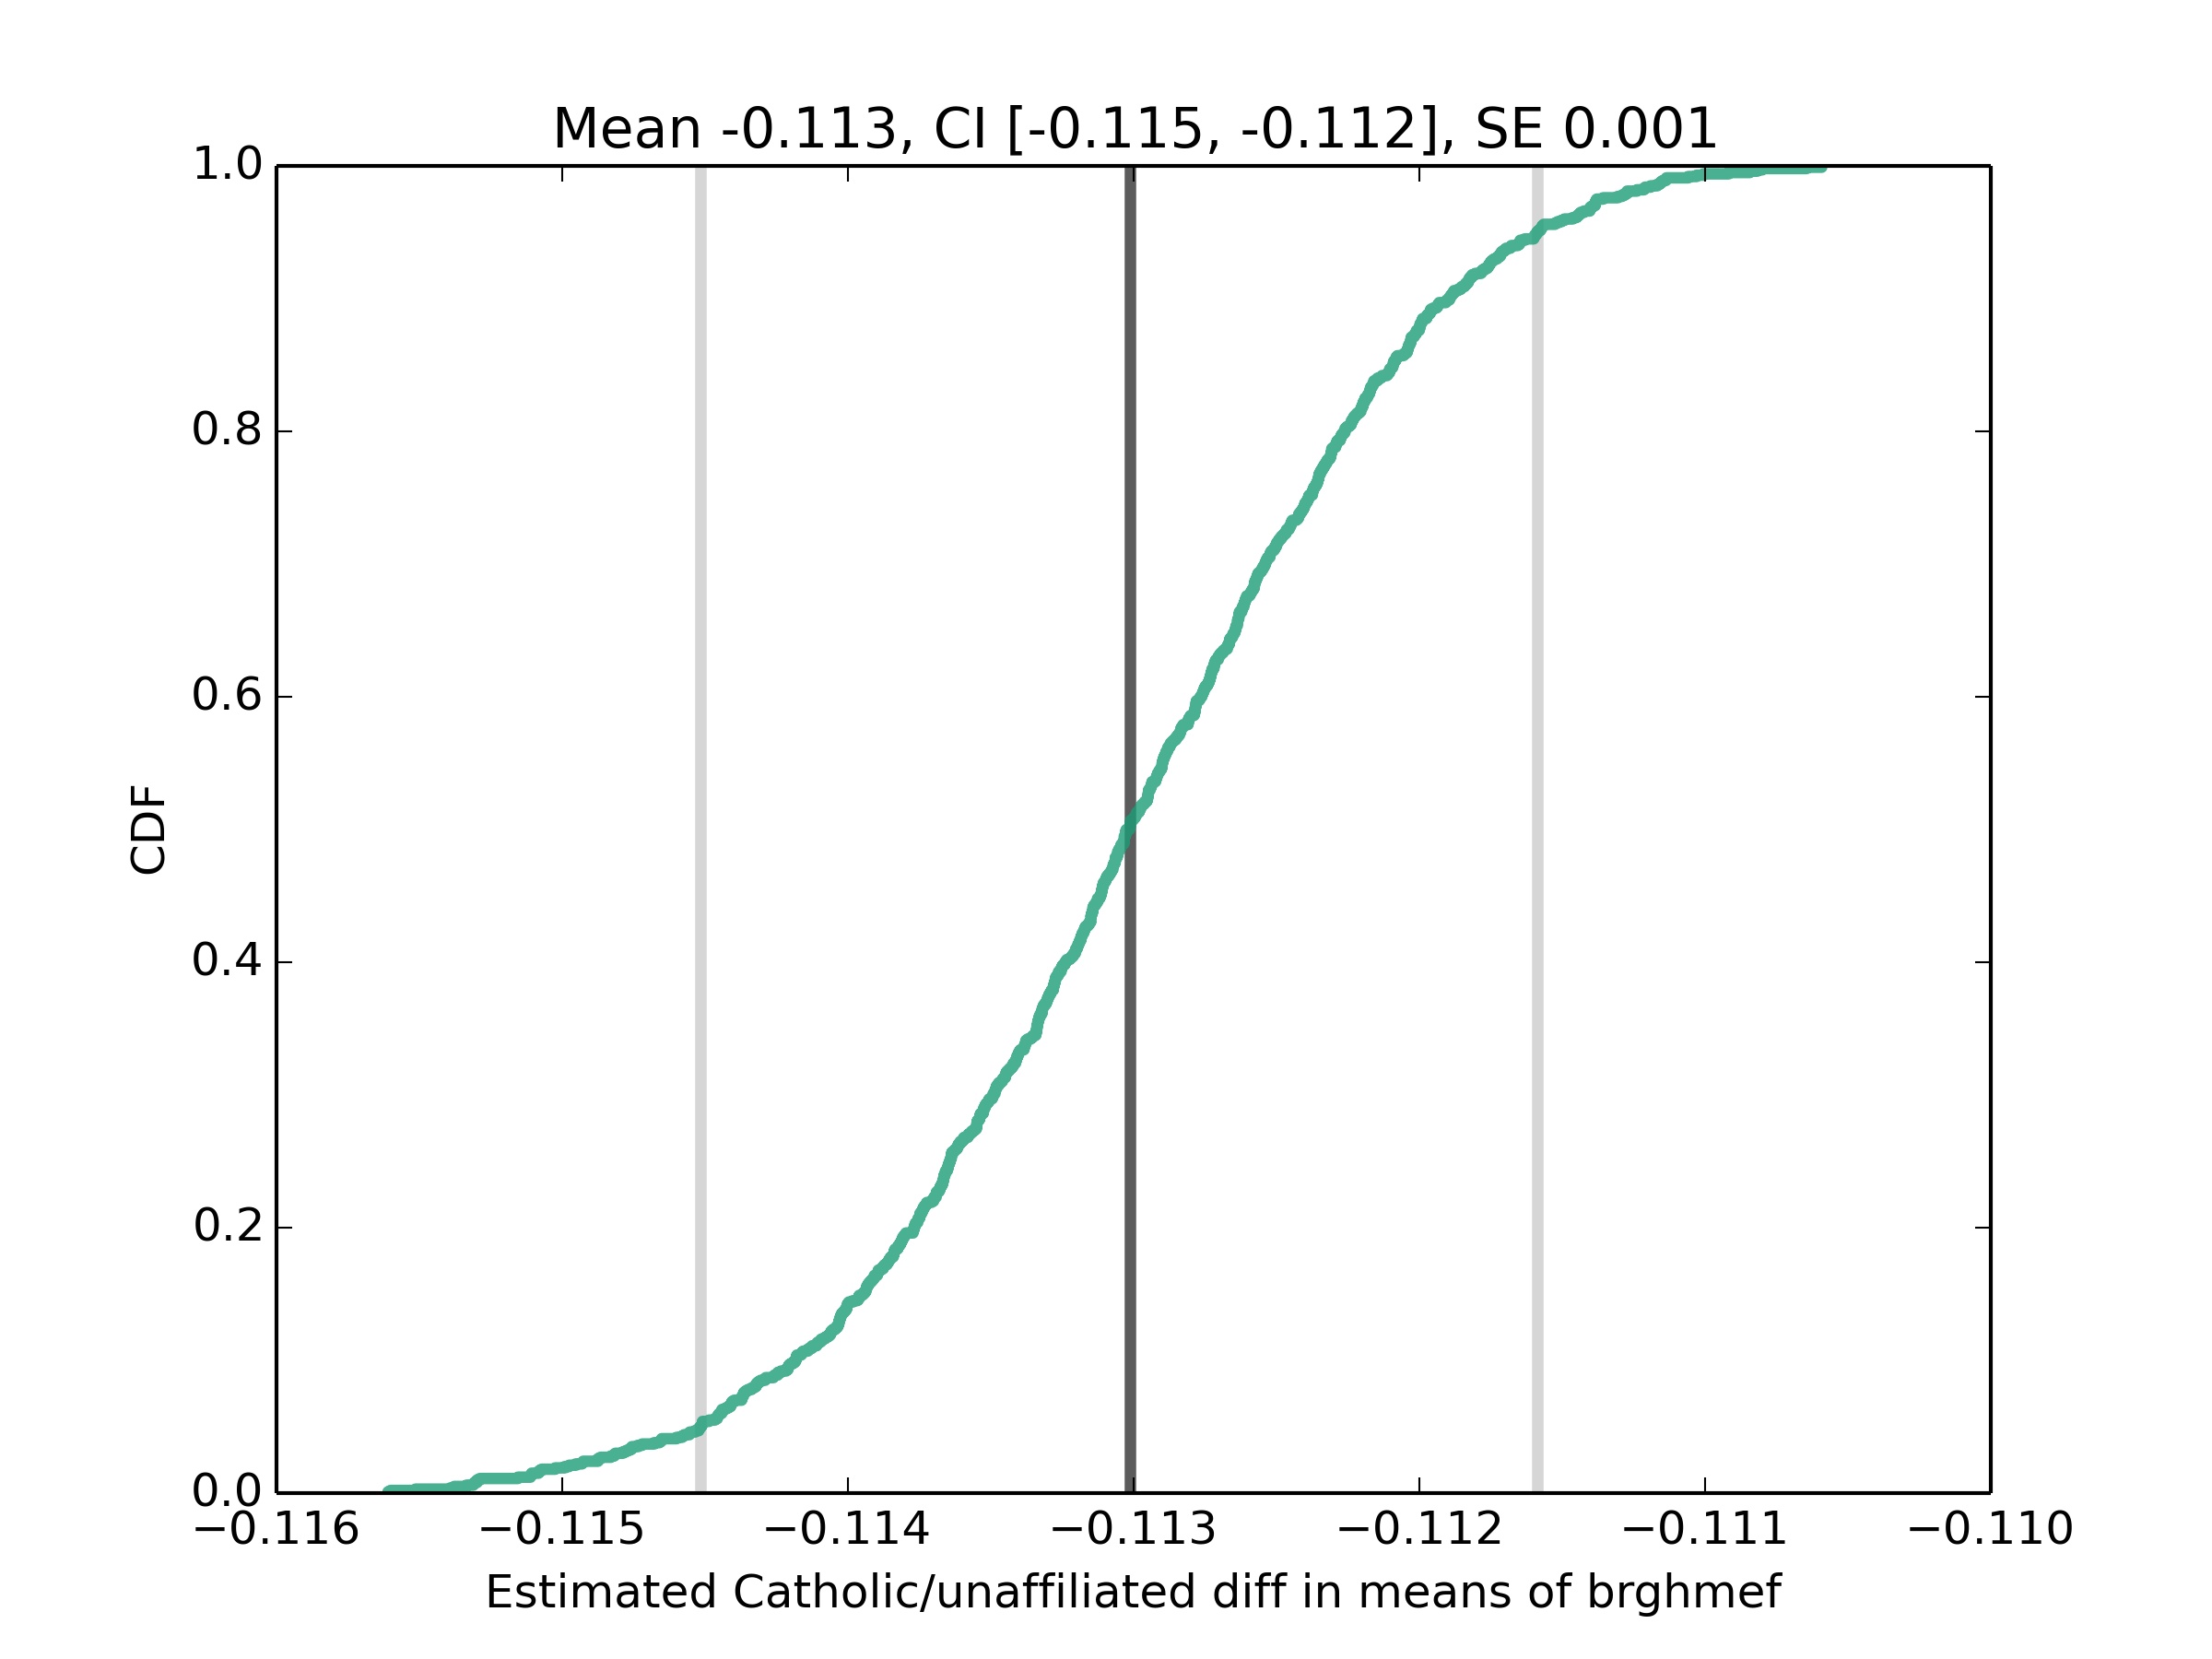 Mean -0.113, CI [-0.115, -0.112], SE 0.001
1.0
0.8
0.6
0.4
0.2
0.0
CDF
−0.116 −0.115 −0.114 −0.113 −0.112 −0.111 −0.110
Estimated Catholic/unaffiliated diff in means of brghmef